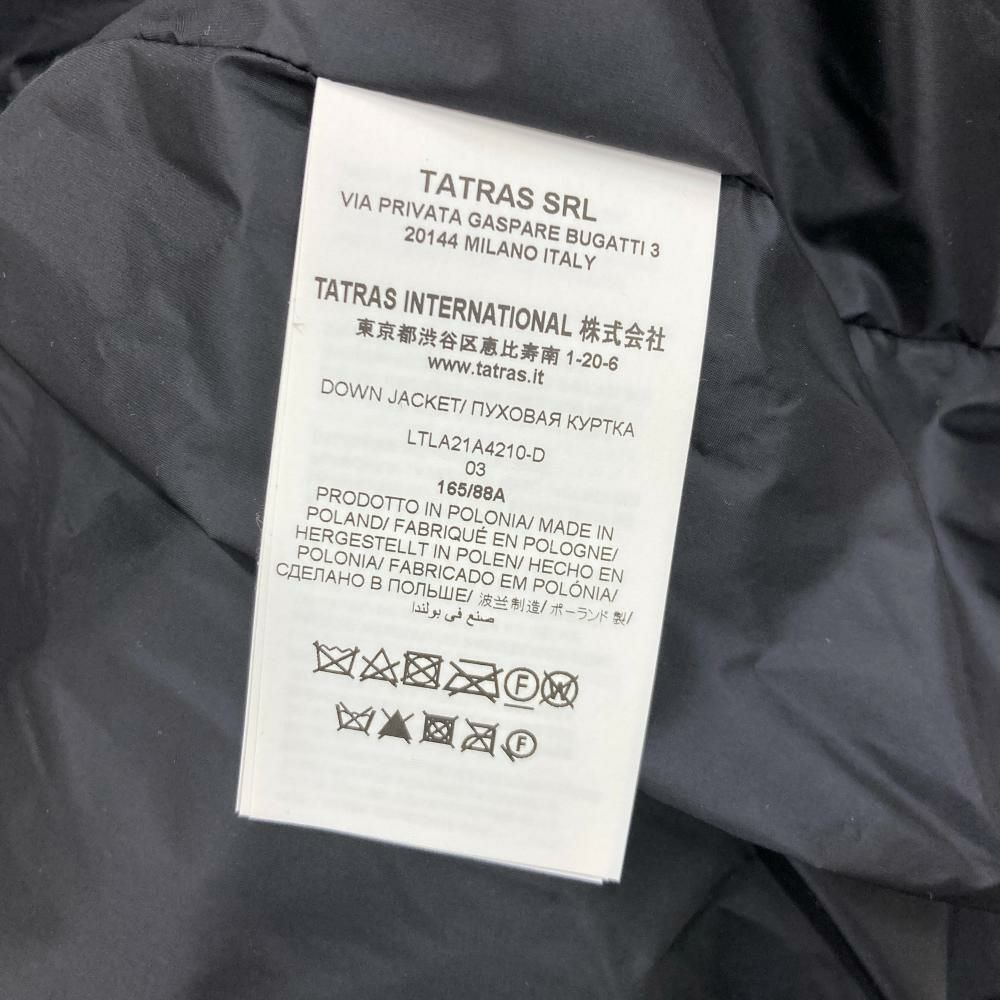 TATRAS SRL
VIA PRIVATA GASPARE BUGATTI 3
20144 MILANO ITALY
TATRAS INTERNATIONAL 株式会社
東京都渋谷区恵比寿南 1-20-6
www.tatras.it
DOWN JACKET/ ПУХОВАЯ КУРТКА
LTLA21A4210-D
03
165/88A
PRODOTTO IN POLONIA/ MADE IN
POLAND/ FABRIQUÉ EN POLOGNE/
HERGESTELLT IN POLEN/ HECHO EN
POLONIA/ FABRICADO EM POLÓNIA/
СДЕЛАНО В ПОЛЬШЕ/ 波兰制造/ ポーランド製/
صنع في بولندا
F W
F